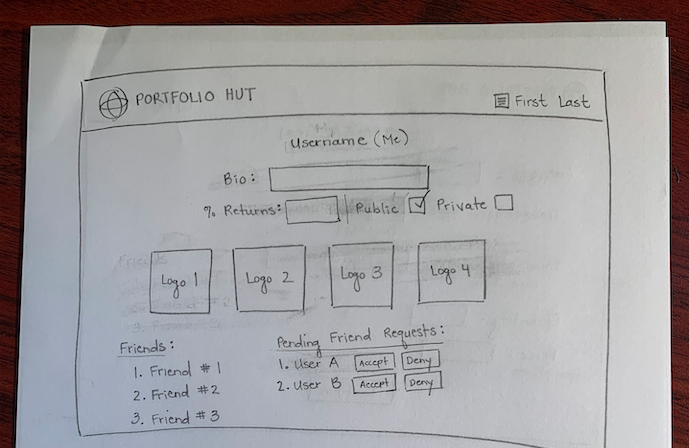 PORTFOLIO HUT
First Last
Username (Me)
Bio:
% Returns: Public Private
Logo 1 Logo 2 Logo 3 Logo 4
Friends:
1. Friend #1
2. Friend #2
3. Friend #3
Pending Friend Requests:
1. User A Accept Deny
2. User B Accept Deny